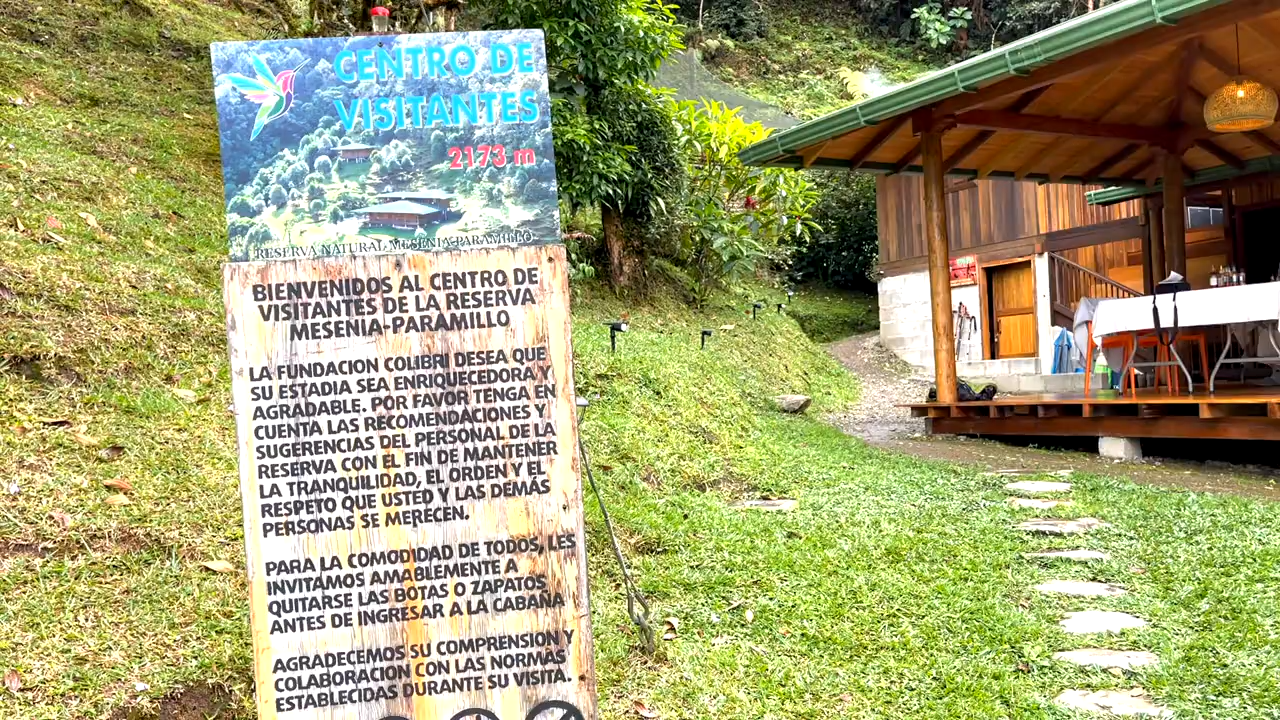 CENTRO DE
VISITANTES
2173 m
RESERVA NATURAL MESENIA-PARAMILLO
BIENVENIDOS AL CENTRO DE
VISITANTES DE LA RESERVA
MESENIA-PARAMILLO
LA FUNDACION COLIBRI DESEA QUE
SU ESTADIA SEA ENRIQUECEDORA Y
AGRADABLE. POR FAVOR TENGA EN
CUENTA LAS RECOMENDACIONES Y
SUGERENCIAS DEL PERSONAL DE LA
RESERVA CON EL FIN DE MANTENER
LA TRANQUILIDAD, EL ORDEN Y EL
RESPETO QUE USTED Y LAS DEMÁS
PERSONAS SE MERECEN.
PARA LA COMODIDAD DE TODOS, LES
INVITAMOS AMABLEMENTE A
QUITARSE LAS BOTAS O ZAPATOS
ANTES DE INGRESAR A LA CABAÑA
AGRADECEMOS SU COMPRENSION Y
COLABORACION CON LAS NORMAS
ESTABLECIDAS DURANTE SU VISITA.